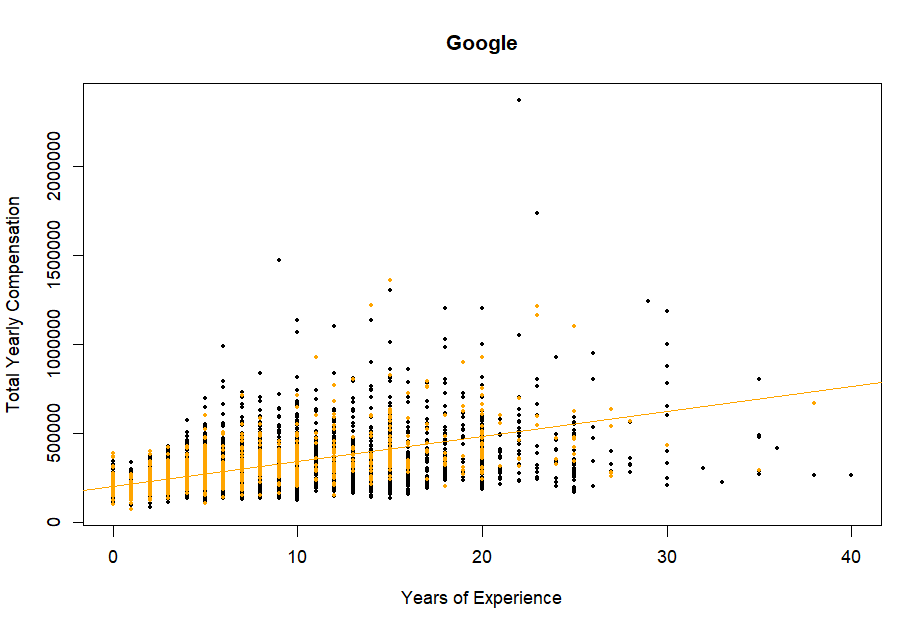 Google
Total Yearly Compensation
2000000
1500000
1000000
500000
0
0 10 20 30 40
Years of Experience